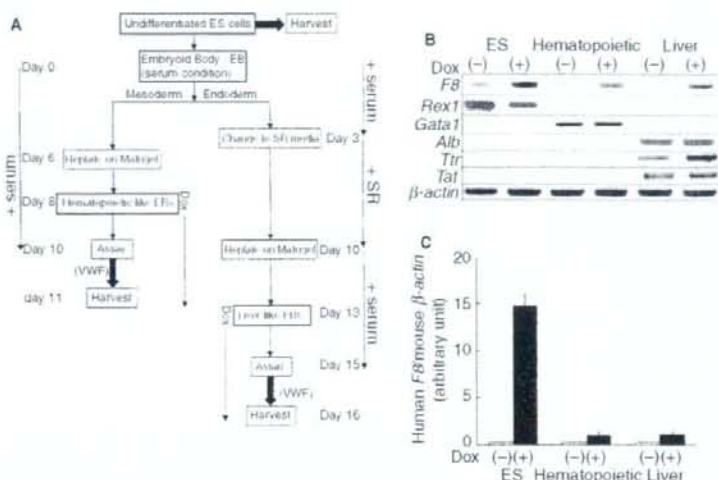 A
Undifferentiated ES cells
Harvest
Day 0
Embryoid Body EB
(serum condition)
Mesoderm
Endoderm
+ serum
Change to SR media
Day 3
Day 6
Replate on Matrigel
+ serum
+ SR
Day 8
Hematopoietic like EBs
Dox
Day 10
Assay
Replate on Matrigel
Day 10
(VWF)
day 11
Harvest
+ serum
Liver like EBs
Day 13
Dox
Assay
Day 15
(VWF)
Harvest
Day 16
B
ES Hematopoietic Liver
Dox (−) (+) (−) (+) (−) (+)
F8
Rex1
Gata1
Alb
Ttr
Tat
β-actin
C
Human F8/mouse β-actin
(arbitrary unit)
20
15
10
5
0
Dox (−)(+) (−)(+) (−)(+)
ES Hematopoietic Liver